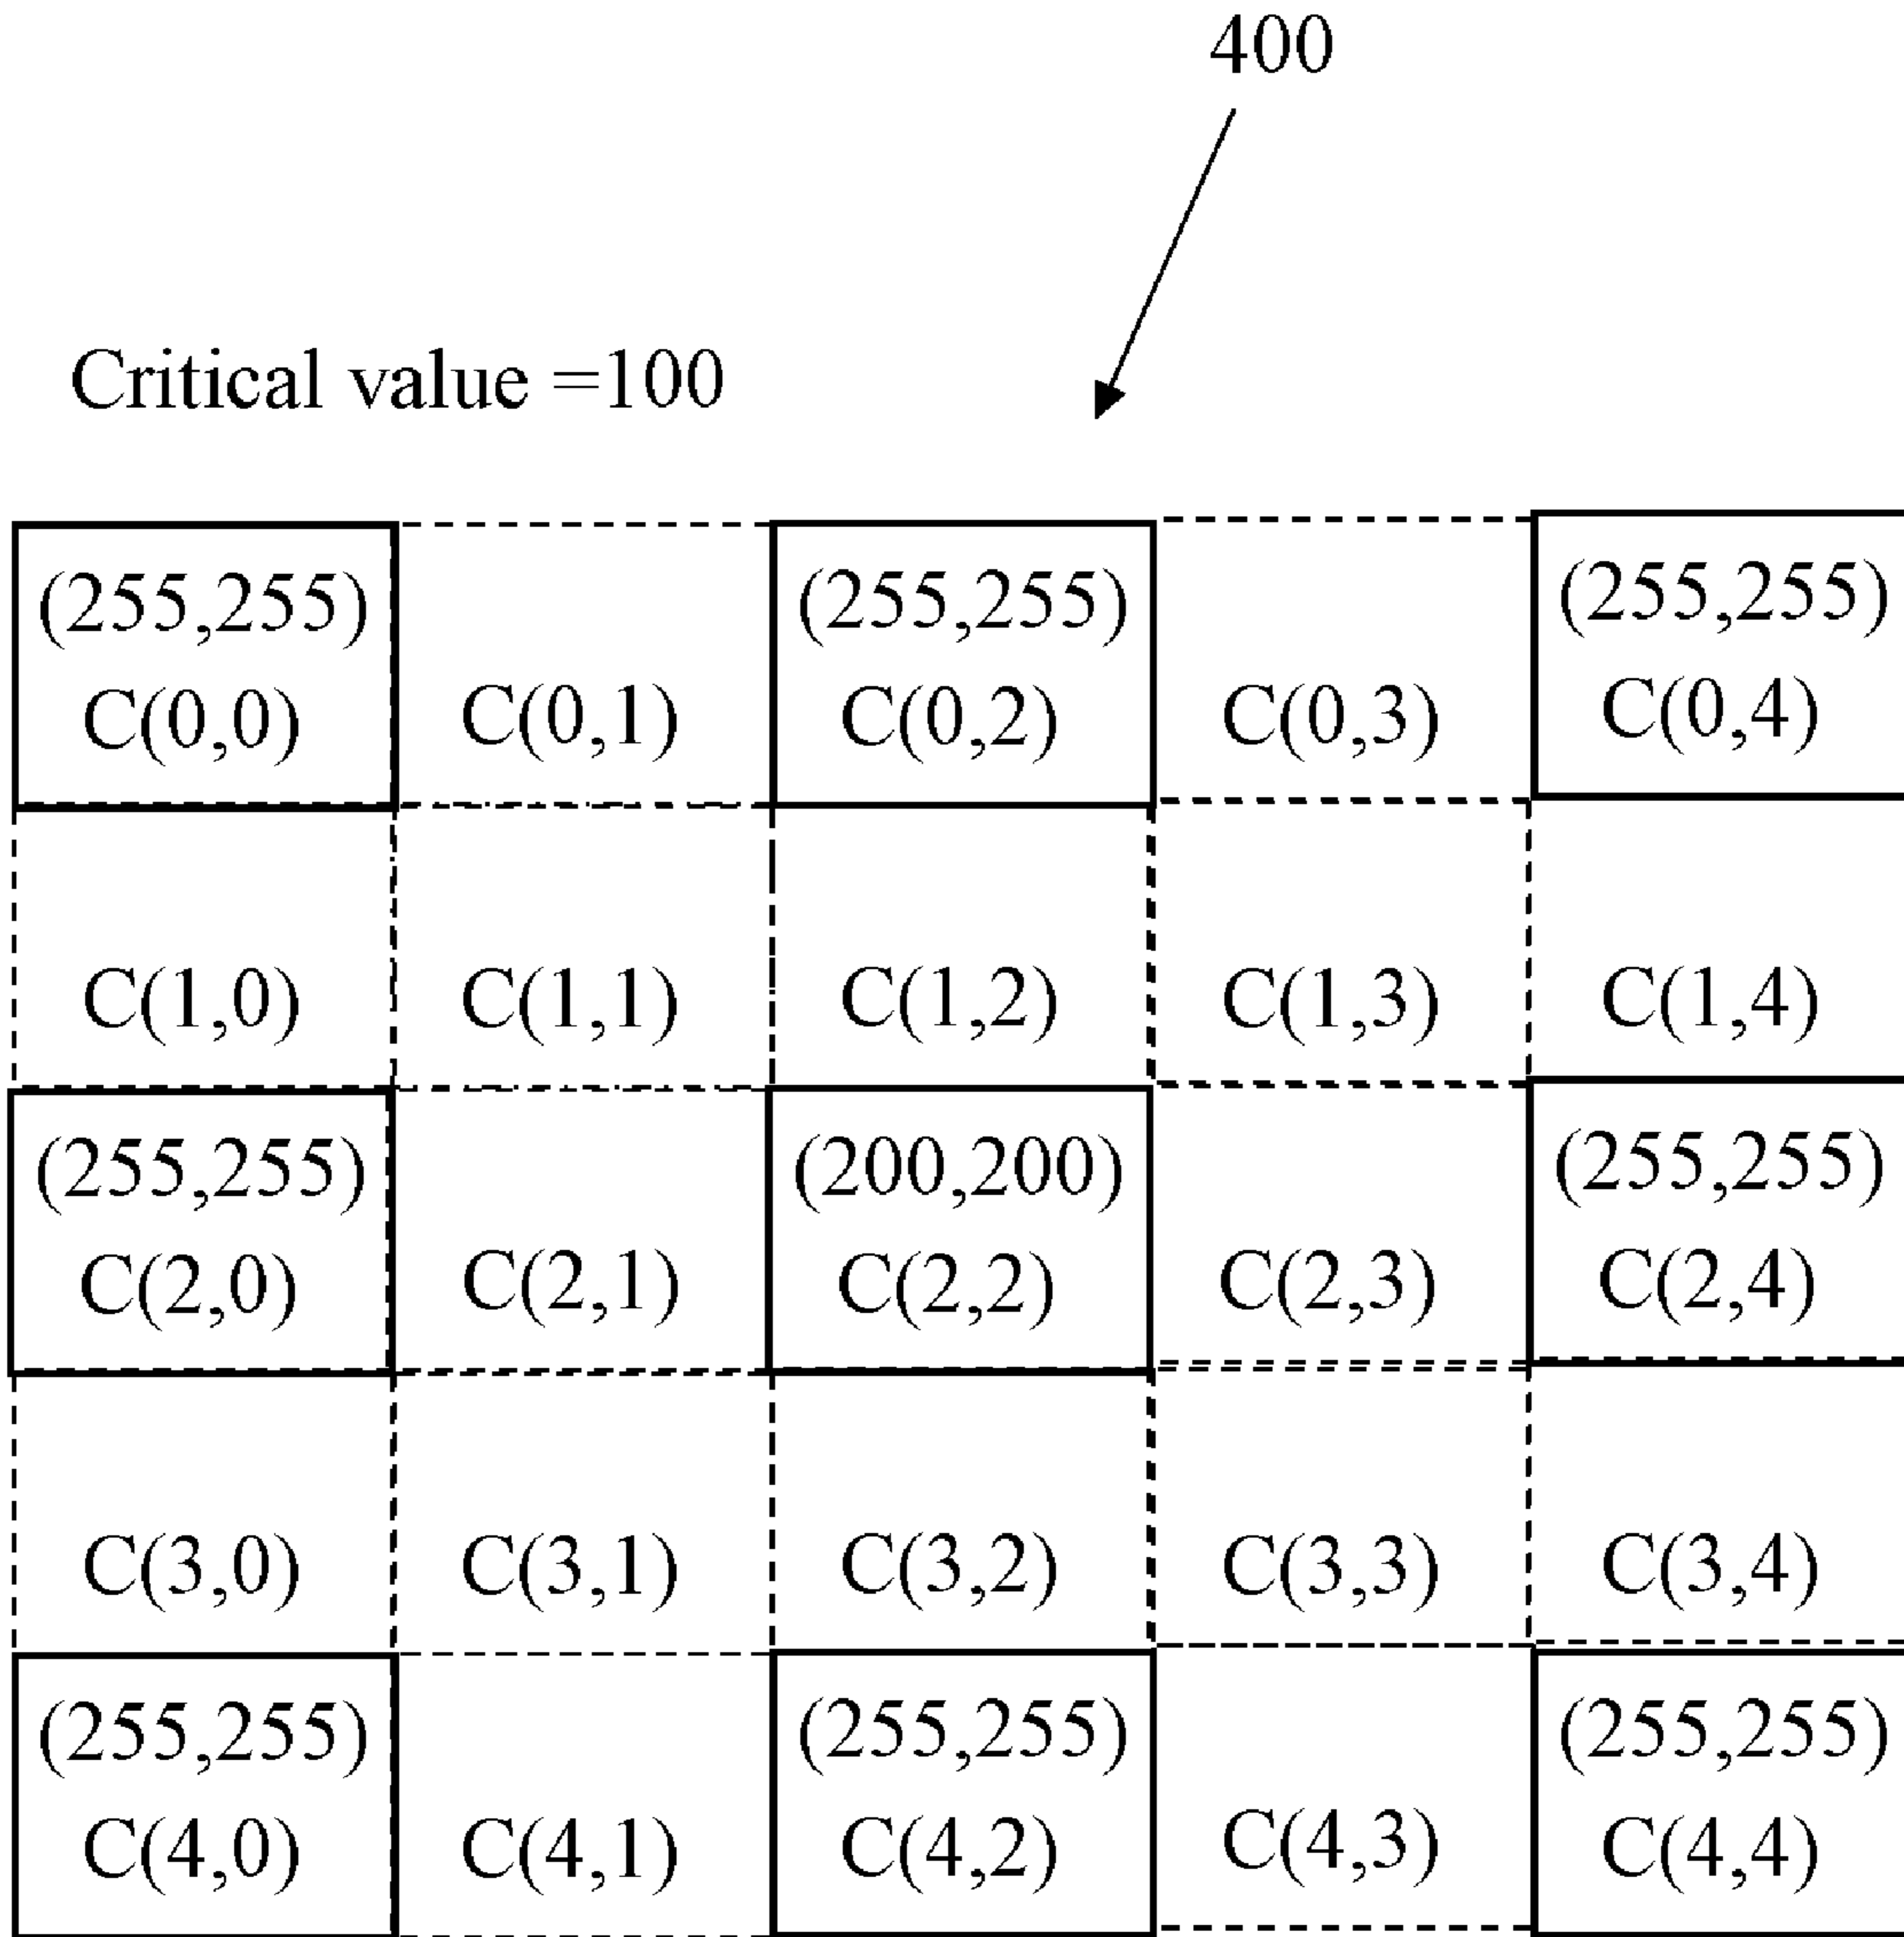 400
Critical value =100
(255,255) (255,255) (255,255)
C(0,0) C(0,1) C(0,2) C(0,3) C(0,4)
C(1,0) C(1,1) C(1,2) C(1,3) C(1,4)
(255,255) (200,200) (255,255)
C(2,0) C(2,1) C(2,2) C(2,3) C(2,4)
C(3,0) C(3,1) C(3,2) C(3,3) C(3,4)
(255,255) (255,255) (255,255)
C(4,0) C(4,1) C(4,2) C(4,3) C(4,4)